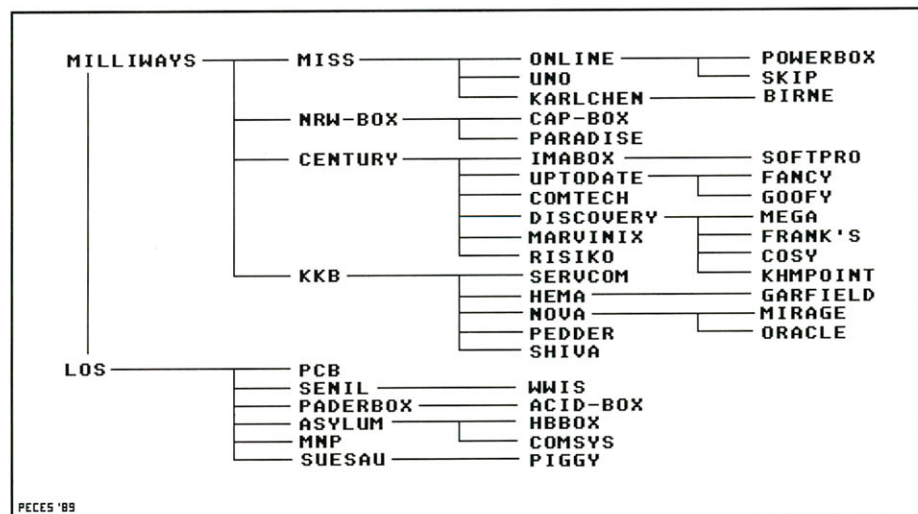 MILLIWAYS MISS ONLINE POWERBOX
UNO SKIP
KARLCHEN BIRNE
NRW-BOX CAP-BOX
PARADISE
CENTURY IMABOX SOFTPRO
UPTODATE FANCY
COMTECH GOOFY
DISCOVERY MEGA
MARVINIX FRANK'S
RISIKO COSY
KKB SERVCOM KHMPOINT
HEMA GARFIELD
NOVA MIRAGE
PEDDER ORACLE
SHIVA
LOS PCB
SENIL WWIS
PADERBOX ACID-BOX
ASYLUM HBBOX
MNP COMSYS
SUESAU PIGGY
PECES '89